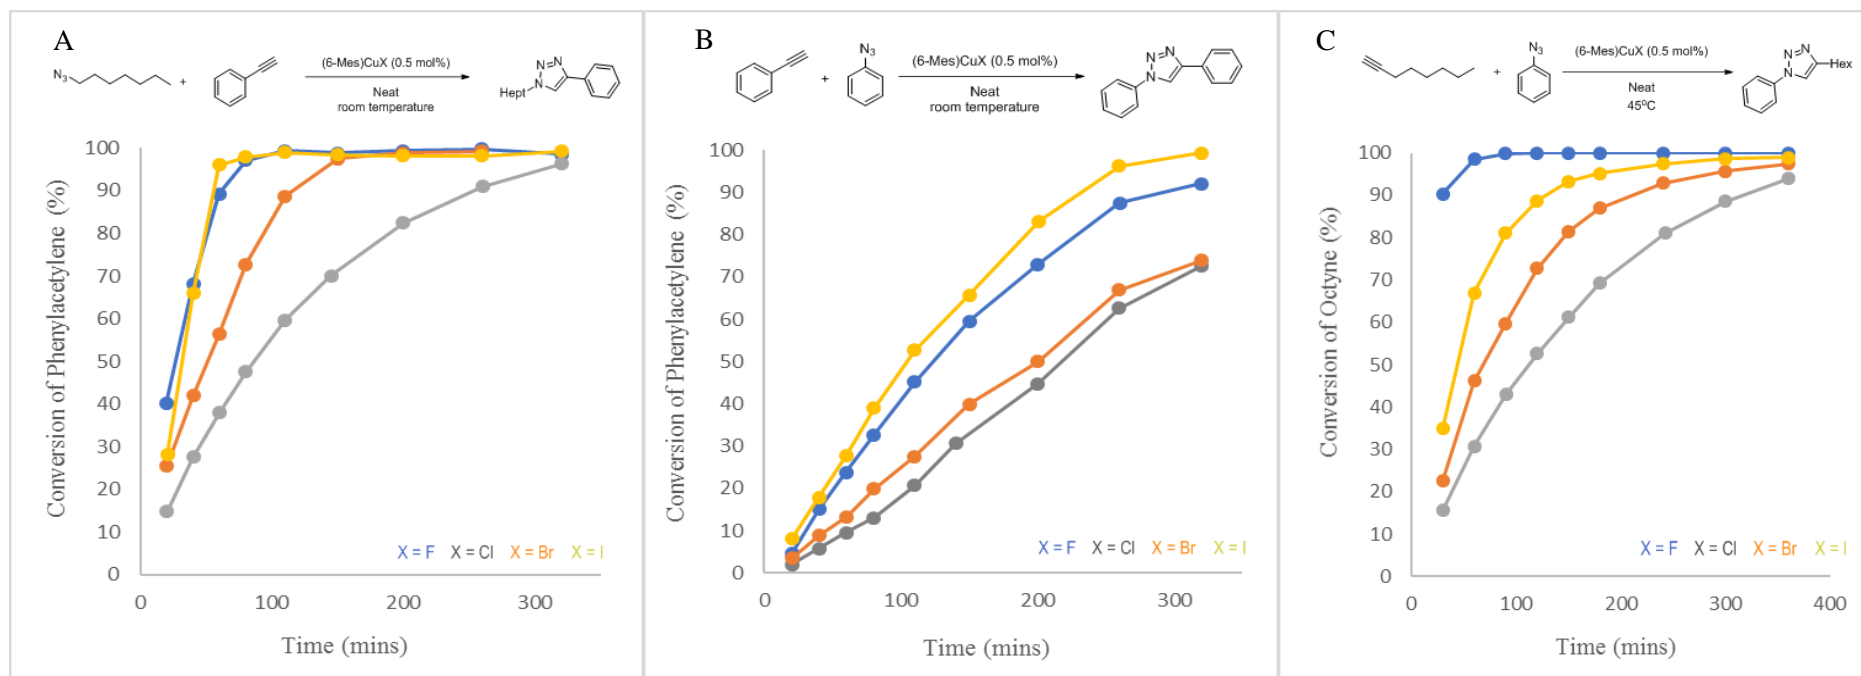 A
N₃
+
(6-Mes)CuX (0.5 mol%)
Neat
room temperature
N
N
Hept
N
Conversion of Phenylacetylene (%)
100
90
80
70
60
50
40
30
20
10
0
X = F X = Cl X = Br X = I
0 100 200 300
Time (mins)
B
+
N₃
(6-Mes)CuX (0.5 mol%)
Neat
room temperature
N
N
N
Conversion of Phenylacetylene (%)
100
90
80
70
60
50
40
30
20
10
0
X = F X = Cl X = Br X = I
0 100 200 300
Time (mins)
C
+
N₃
(6-Mes)CuX (0.5 mol%)
Neat
45⁰C
N
N
N
Hex
Conversion of Octyne (%)
100
90
80
70
60
50
40
30
20
10
0
X = F X = Cl X = Br X = I
0 100 200 300 400
Time (mins)